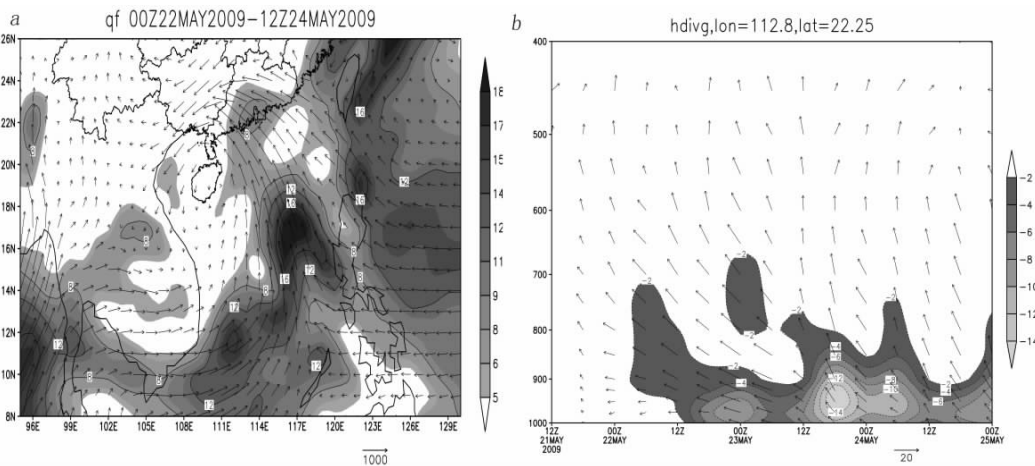 a
qf 00Z22MAY2009-12Z24MAY2009
26N
24N
22N
20N
18N
16N
14N
12N
10N
8N
96E 99E 102E 105E 108E 111E 114E 117E 120E 123E 126E 129E
1000
18
17
15
13
12
11
9
8
6
5
b
hdivg,lon=112.8,lat=22.25
400
500
600
700
800
900
1000
12Z 00Z 12Z 00Z 12Z 00Z 12Z 00Z
21MAY 22MAY 23MAY 24MAY 25MAY
2009
20
-2
-4
-6
-8
-10
-12
-14